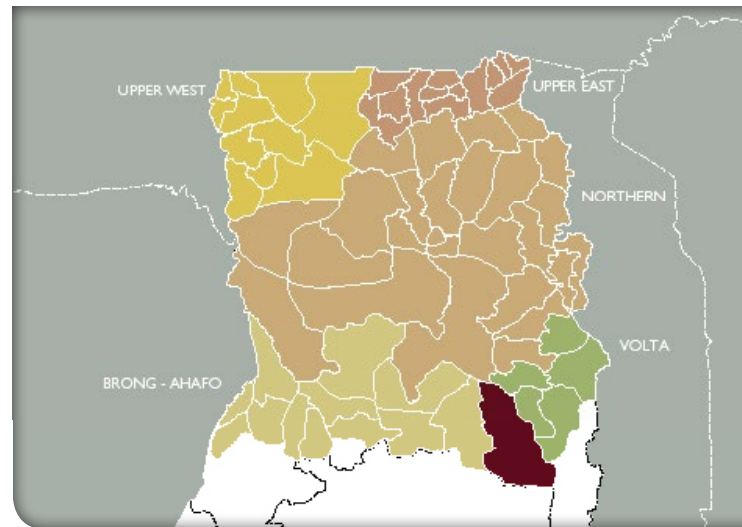 UPPER WEST
UPPER EAST
NORTHERN
VOLTA
BRONG - AHAFO